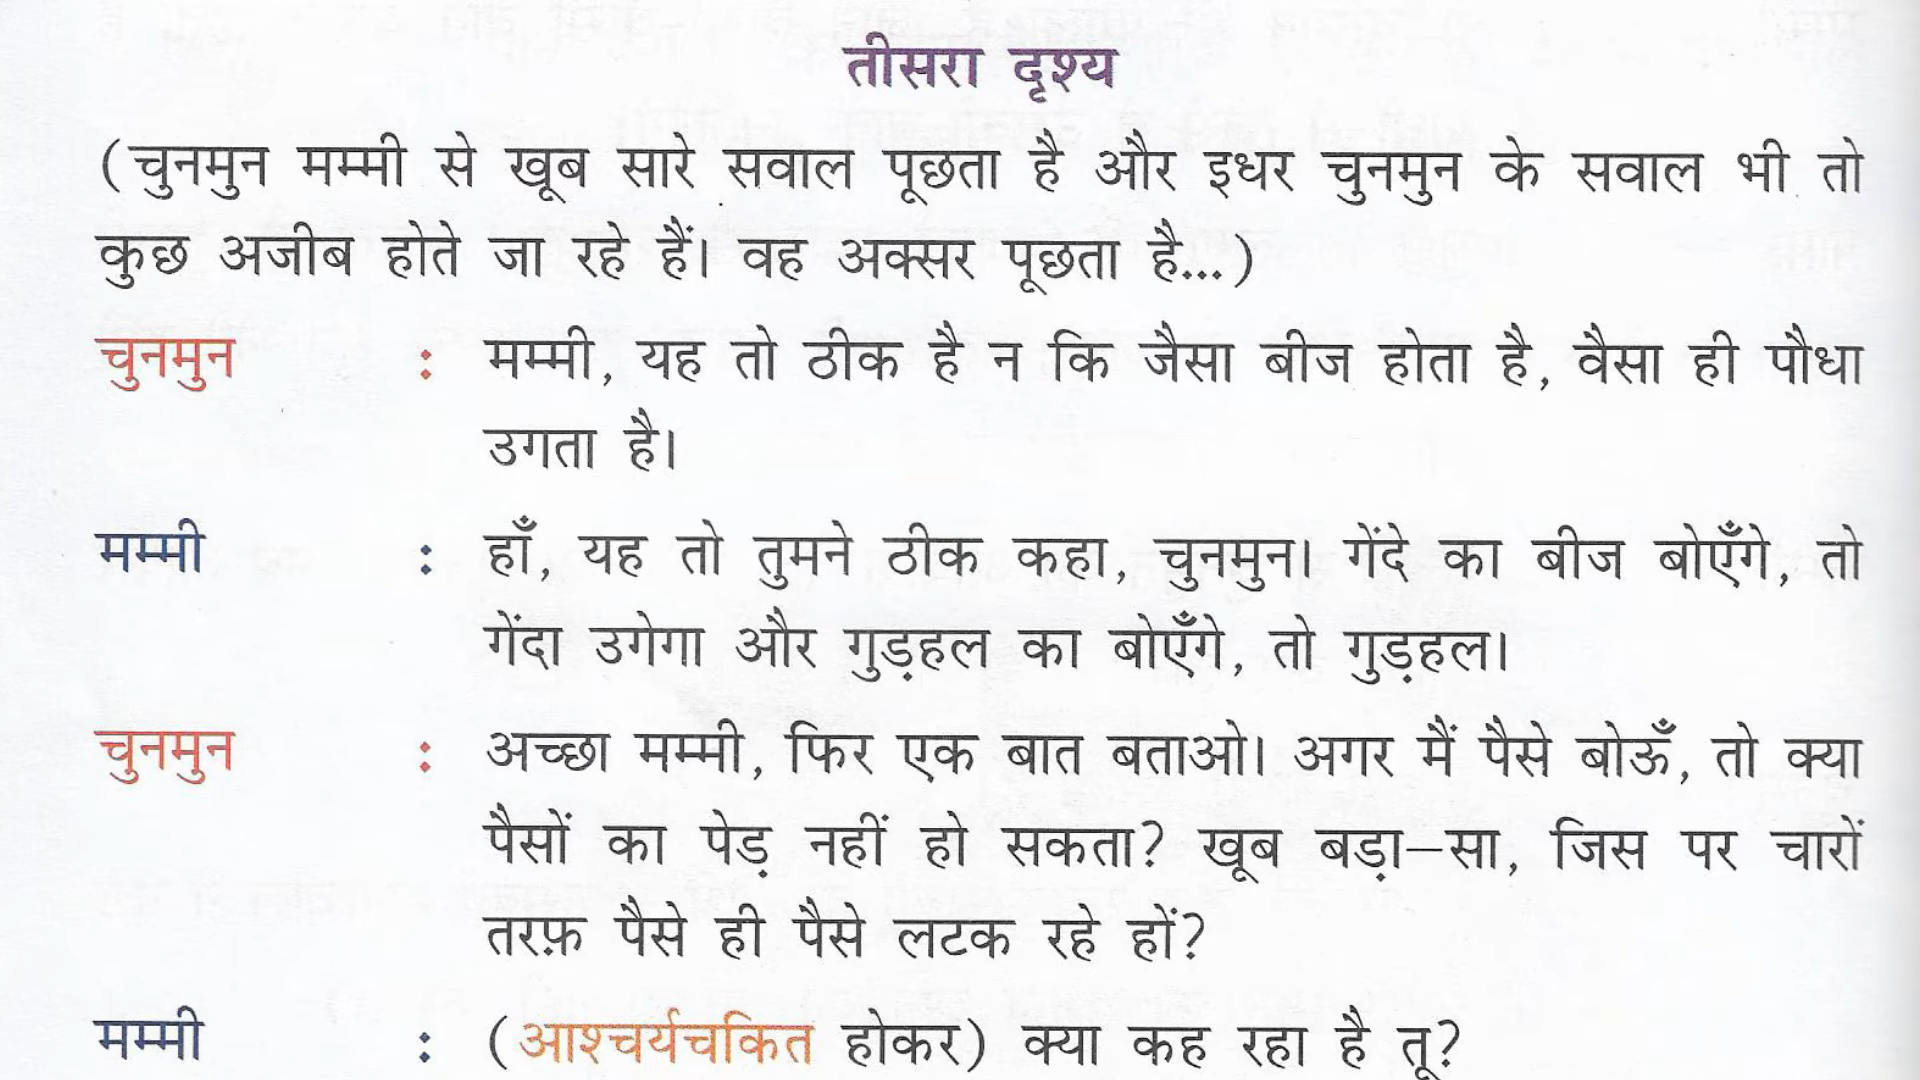 तीसरा दृश्य
(चुनमुन मम्मी से खूब सारे सवाल पूछता है और इधर चुनमुन के सवाल भी तो
कुछ अजीब होते जा रहे हैं। वह अक्सर पूछता है...)
चुनमुन : मम्मी, यह तो ठीक है न कि जैसा बीज होता है, वैसा ही पौधा
उगता है।
मम्मी : हाँ, यह तो तुमने ठीक कहा, चुनमुन। गेंदे का बीज बोएँगे, तो
गेंदा उगेगा और गुड़हल का बोएँगे, तो गुड़हल।
चुनमुन : अच्छा मम्मी, फिर एक बात बताओ। अगर मैं पैसे बोऊँ, तो क्या
पैसों का पेड़ नहीं हो सकता? खूब बड़ा–सा, जिस पर चारों
तरफ़ पैसे ही पैसे लटक रहे हों?
मम्मी : (आश्चर्यचकित होकर) क्या कह रहा है तू?